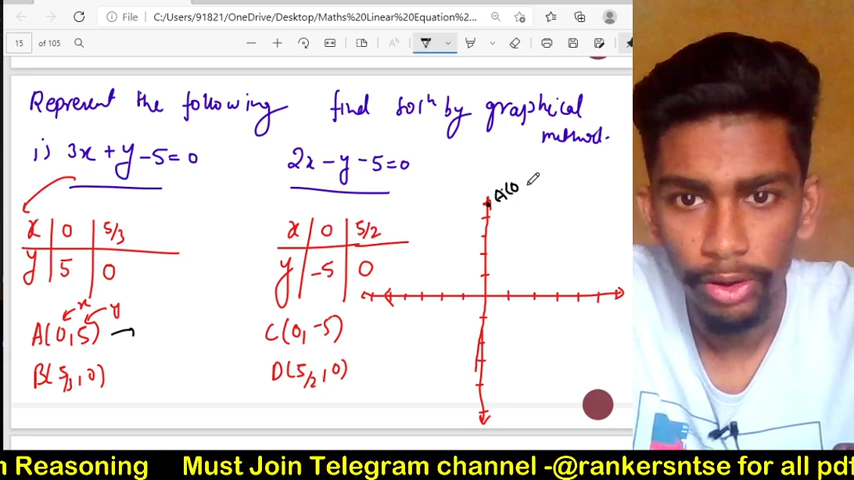 File
C:/Users/91821/OneDrive/Desktop/Maths%20Linear%20Equation%2...
15 of 105
Represent the following find solⁿ by graphical
method.
i) 3x + y - 5 = 0
2x - y - 5 = 0
x 0 5/3
y 5 0
x 0 5/2
y -5 0
A(0
x y
A(0, 5)
B(5/3, 0)
C(0, -5)
D(5/2, 0)
m Reasoning Must Join Telegram channel -@rankersntse for all pdf